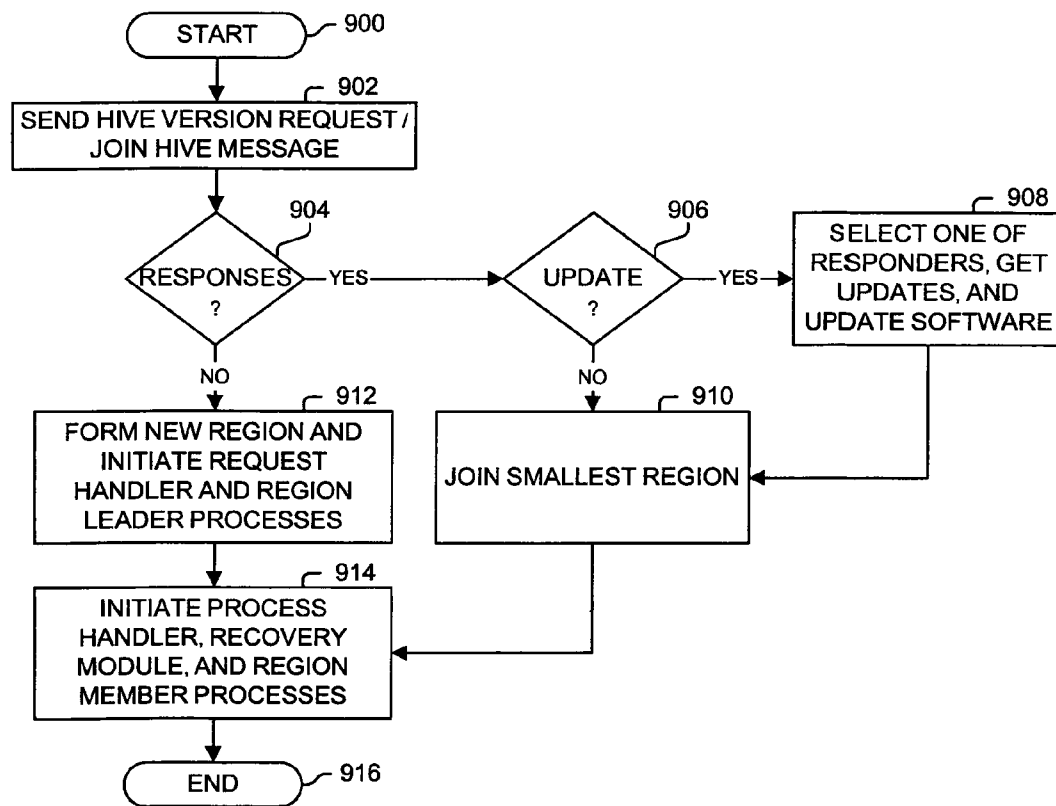 START
900
902
SEND HIVE VERSION REQUEST /
JOIN HIVE MESSAGE
904
RESPONSES
?
YES
NO
906
UPDATE
?
YES
NO
908
SELECT ONE OF
RESPONDERS, GET
UPDATES, AND
UPDATE SOFTWARE
910
JOIN SMALLEST REGION
912
FORM NEW REGION AND
INITIATE REQUEST
HANDLER AND REGION
LEADER PROCESSES
914
INITIATE PROCESS
HANDLER, RECOVERY
MODULE, AND REGION
MEMBER PROCESSES
END
916